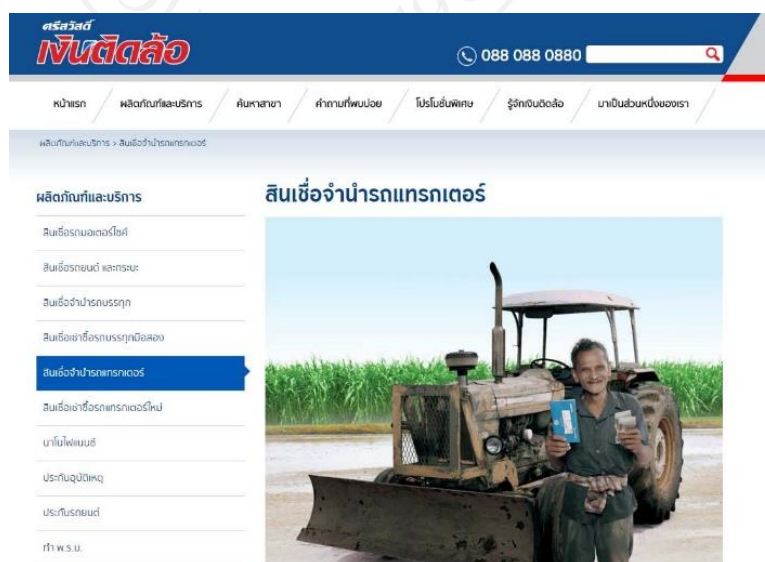 ศรีสวัสดิ์
เงินติดล้อ
088 088 0880
หน้าแรก
ผลิตภัณฑ์และบริการ
ค้นหาสาขา
คำถามที่พบบ่อย
โปรโมชั่นพิเศษ
รู้จักเงินติดล้อ
มาเป็นส่วนหนึ่งของเรา
ผลิตภัณฑ์และบริการ > สินเชื่อจำนำรถแทรกเตอร์
ผลิตภัณฑ์และบริการ
สินเชื่อรถมอเตอร์ไซค์
สินเชื่อรถยนต์ และกระบะ
สินเชื่อจำนำรถบรรทุก
สินเชื่อเช่าซื้อรถบรรทุกมือสอง
สินเชื่อจำนำรถแทรกเตอร์
สินเชื่อเช่าซื้อรถแทรกเตอร์ใหม่
นาโนไฟแนนซ์
ประกันอุบัติเหตุ
ประกันรถยนต์
ทำ พ.ร.บ.
สินเชื่อจำนำรถแทรกเตอร์